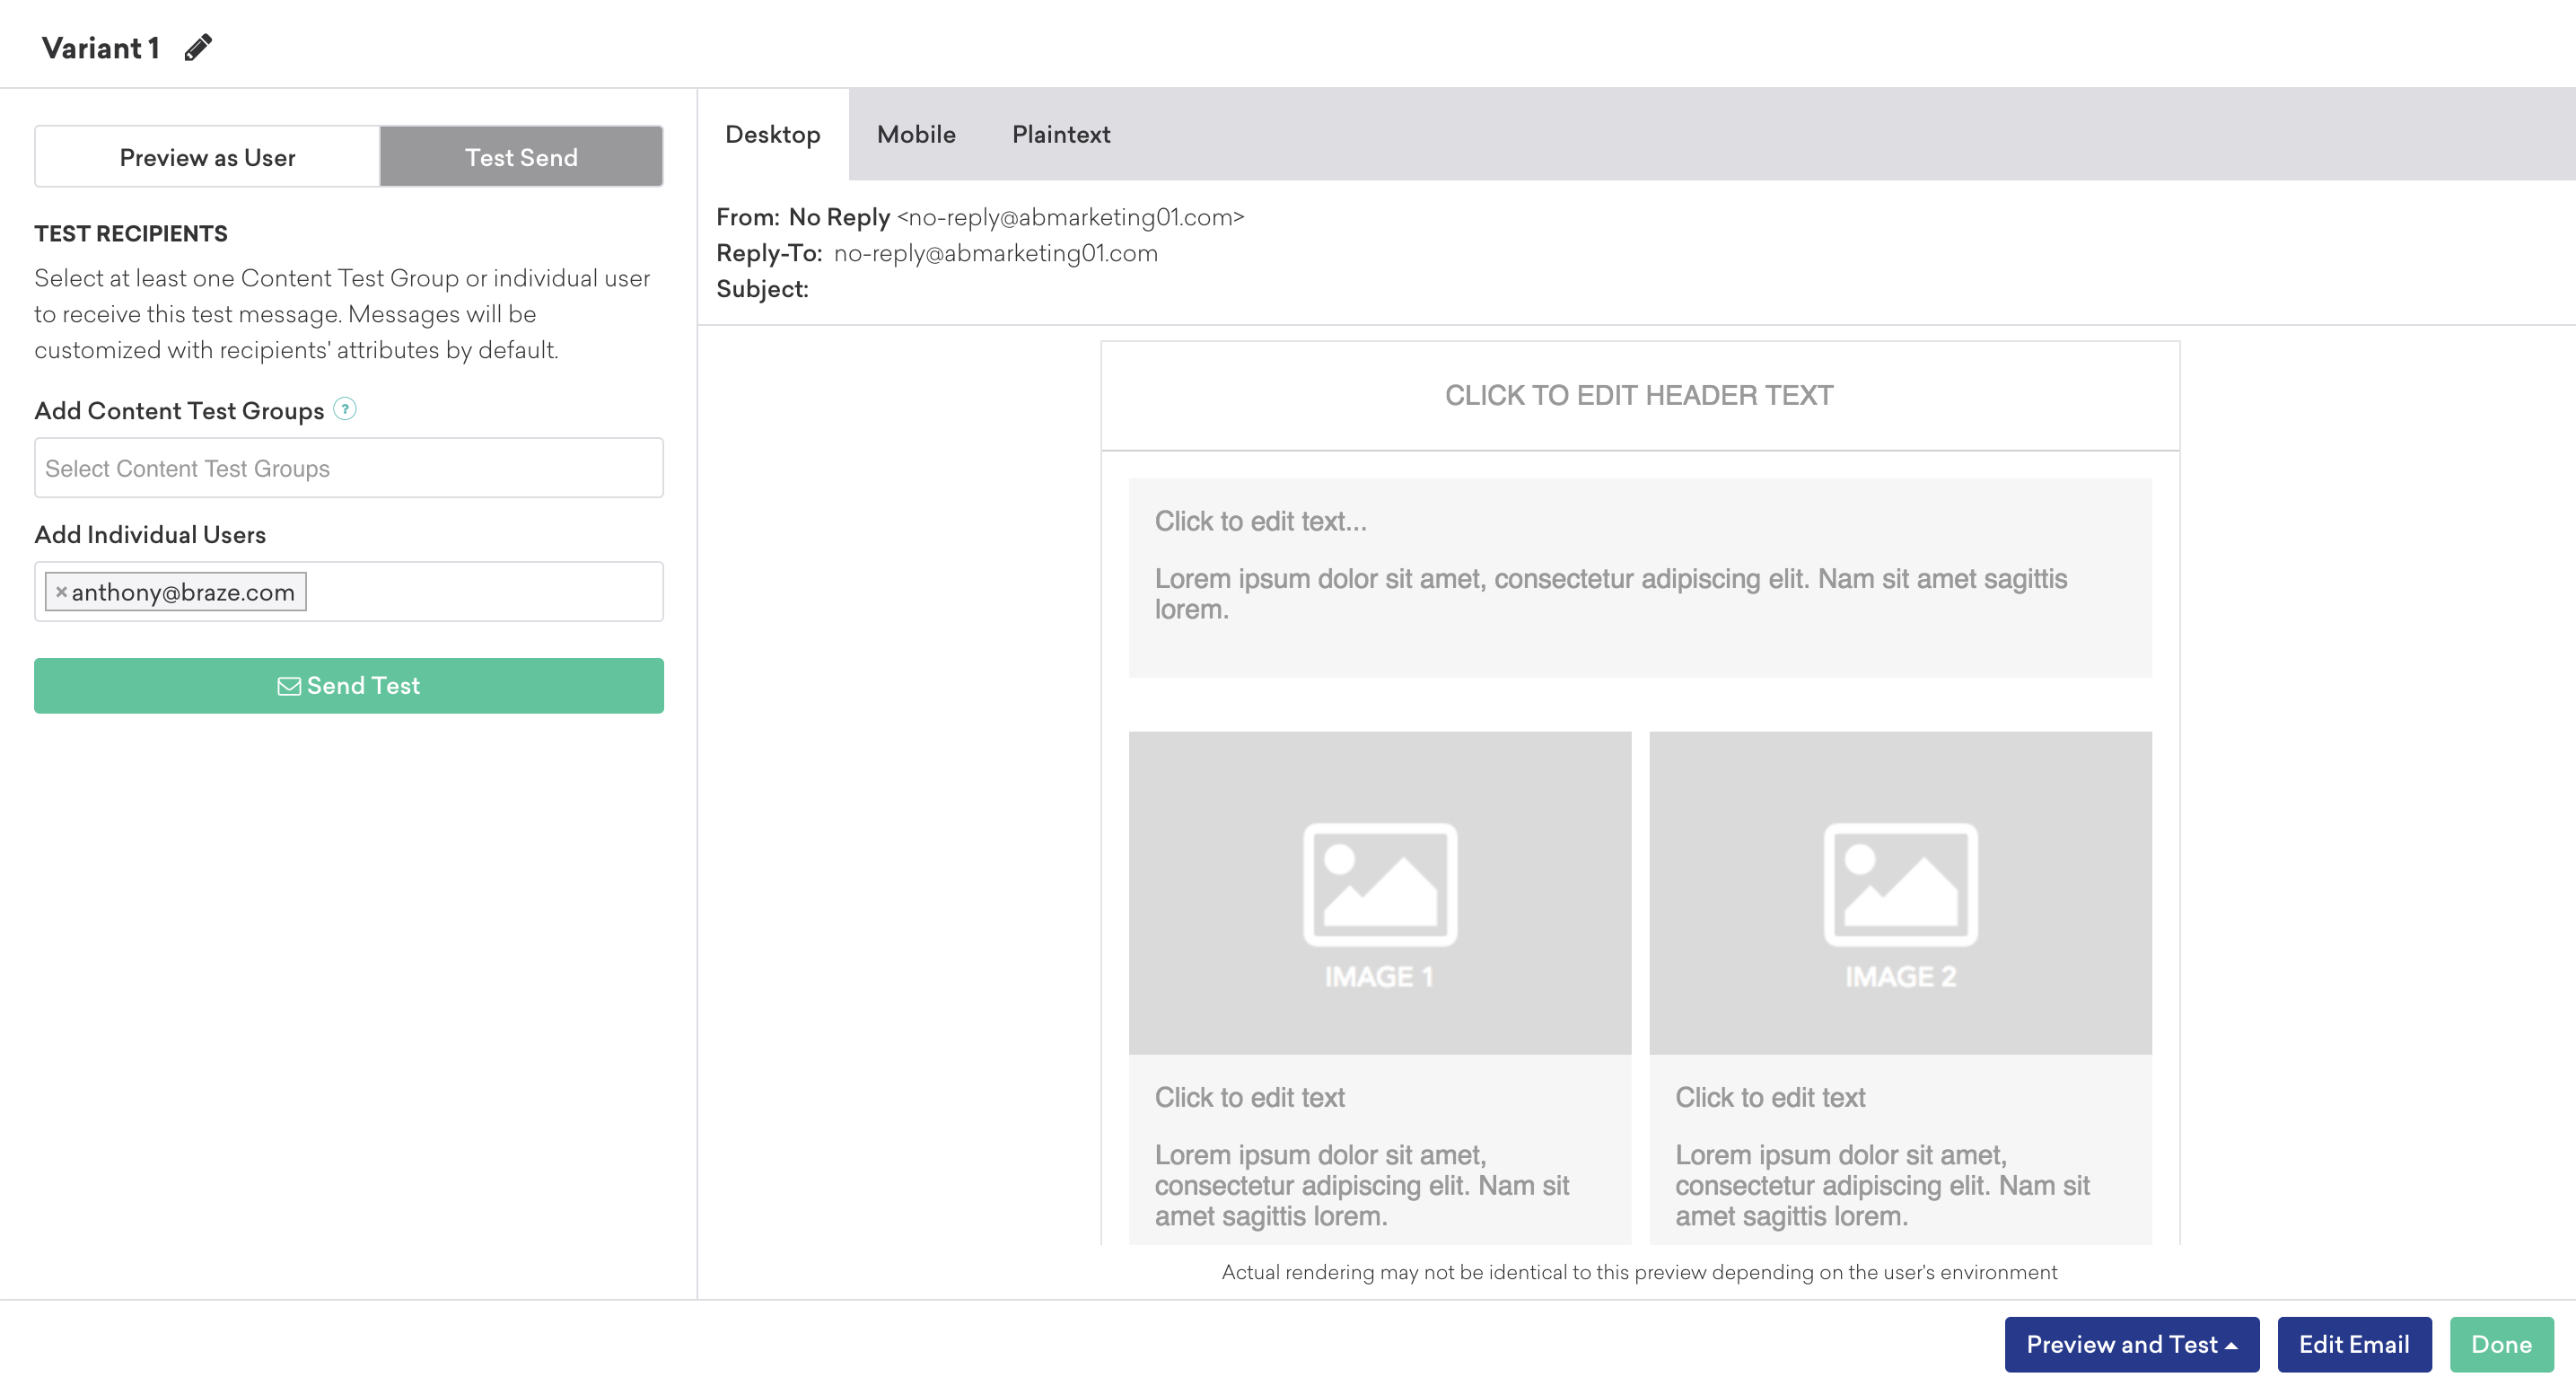 Variant 1
Preview as User
Test Send
TEST RECIPIENTS
Select at least one Content Test Group or individual user
to receive this test message. Messages will be
customized with recipients' attributes by default.
Add Content Test Groups ?
Select Content Test Groups
Add Individual Users
× anthony@braze.com
Send Test
Desktop
Mobile
Plaintext
From: No Reply <no-reply@abmarketing01.com>
Reply-To: no-reply@abmarketing01.com
Subject:
CLICK TO EDIT HEADER TEXT
Click to edit text...
Lorem ipsum dolor sit amet, consectetur adipiscing elit. Nam sit amet sagittis
lorem.
IMAGE 1
Click to edit text
Lorem ipsum dolor sit amet,
consectetur adipiscing elit. Nam sit
amet sagittis lorem.
IMAGE 2
Click to edit text
Lorem ipsum dolor sit amet,
consectetur adipiscing elit. Nam sit
amet sagittis lorem.
Actual rendering may not be identical to this preview depending on the user's environment
Preview and Test
Edit Email
Done